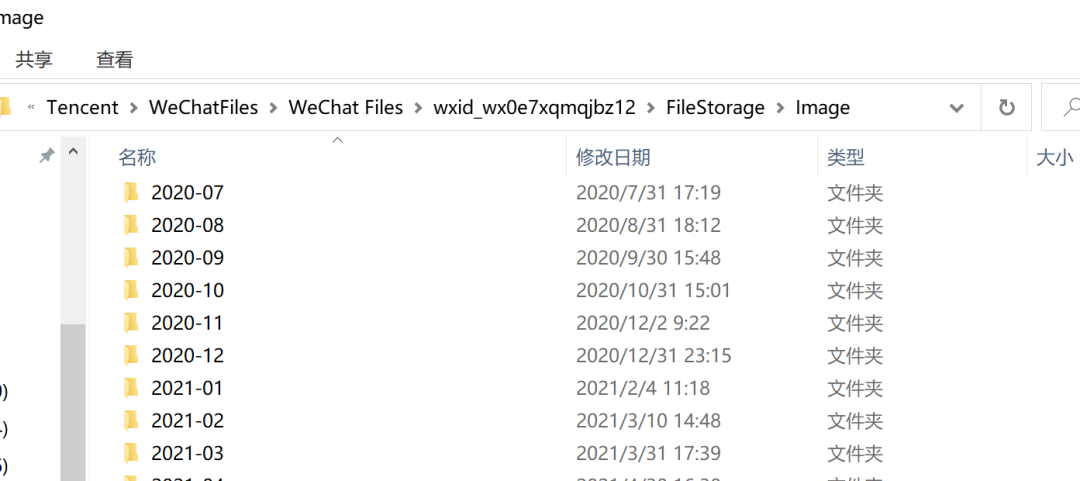 mage
共享 查看
« Tencent > WeChatFiles > WeChat Files > wxid_wx0e7xqmqjbz12 > FileStorage > Image
名称 修改日期 类型 大小
2020-07 2020/7/31 17:19 文件夹
2020-08 2020/8/31 18:12 文件夹
2020-09 2020/9/30 15:48 文件夹
2020-10 2020/10/31 15:01 文件夹
2020-11 2020/12/2 9:22 文件夹
2020-12 2020/12/31 23:15 文件夹
2021-01 2021/2/4 11:18 文件夹
2021-02 2021/3/10 14:48 文件夹
2021-03 2021/3/31 17:39 文件夹